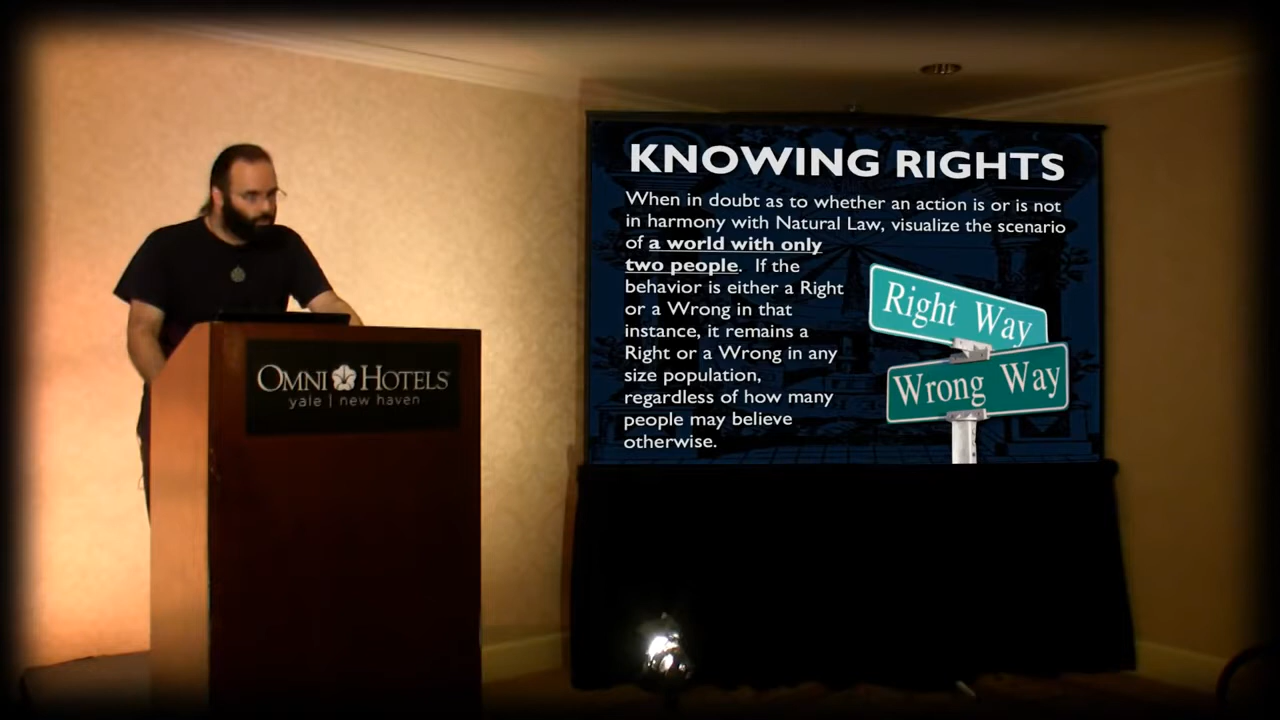 KNOWING RIGHTS
When in doubt as to whether an action is or is not
in harmony with Natural Law, visualize the scenario
of a world with only
two people. If the
behavior is either a Right
or a Wrong in that
instance, it remains a
Right or a Wrong in any
size population,
regardless of how many
people may believe
otherwise.
Right Way
Wrong Way
OMNI HOTELS
yale | new haven